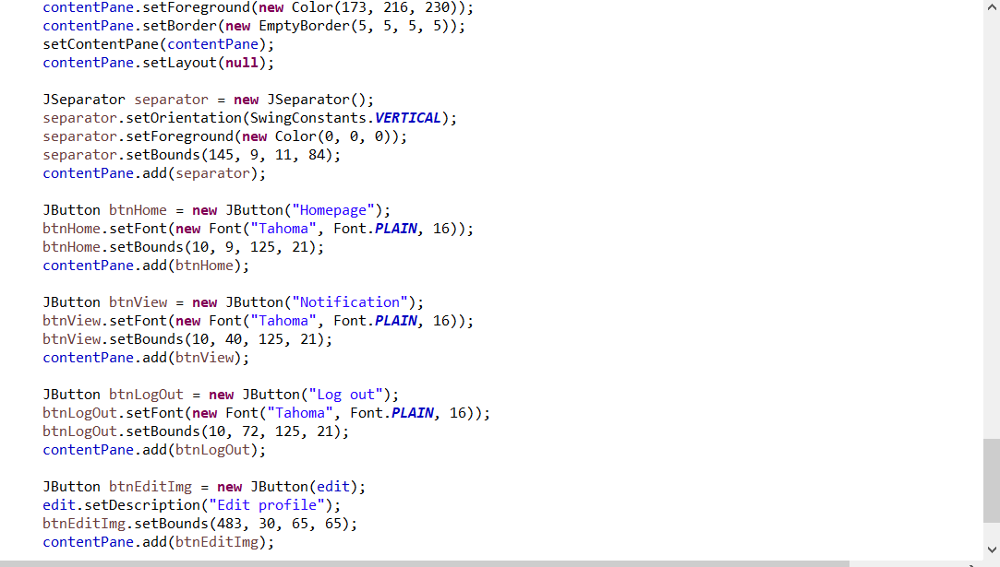 contentPane.setForeground(new Color(173, 216, 230));
contentPane.setBorder(new EmptyBorder(5, 5, 5, 5));
setContentPane(contentPane);
contentPane.setLayout(null);
JSeparator separator = new JSeparator();
separator.setOrientation(SwingConstants.VERTICAL);
separator.setForeground(new Color(0, 0, 0));
separator.setBounds(145, 9, 11, 84);
contentPane.add(separator);
JButton btnHome = new JButton("Homepage");
btnHome.setFont(new Font("Tahoma", Font.PLAIN, 16));
btnHome.setBounds(10, 9, 125, 21);
contentPane.add(btnHome);
JButton btnView = new JButton("Notification");
btnView.setFont(new Font("Tahoma", Font.PLAIN, 16));
btnView.setBounds(10, 40, 125, 21);
contentPane.add(btnView);
JButton btnLogOut = new JButton("Log out");
btnLogOut.setFont(new Font("Tahoma", Font.PLAIN, 16));
btnLogOut.setBounds(10, 72, 125, 21);
contentPane.add(btnLogOut);
JButton btnEditImg = new JButton(edit);
edit.setDescription("Edit profile");
btnEditImg.setBounds(483, 30, 65, 65);
contentPane.add(btnEditImg);